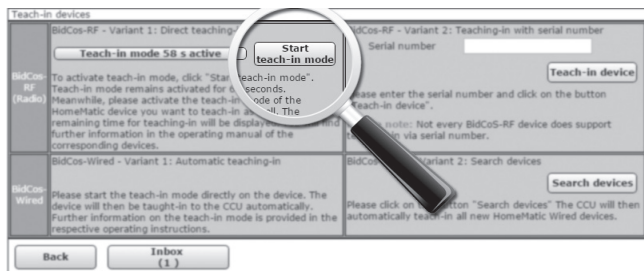 Teach-in devices
BidCos-RF (Radio)
BidCos-RF - Variant 1: Direct teaching-
Teach-in mode 58 s active
Start teach-in mode
To activate teach-in mode, click "Start teach-in mode".
Teach-in mode remains activated for 6 seconds.
Meanwhile, please activate the teach-in mode of the
HomeMatic device you want to teach-in as well. The
remaining time for teaching-in will be displayed. find
further information in the operating manual of the
corresponding devices.
BidCos-RF - Variant 2: Teaching-in with serial number
Serial number
Teach-in device
Please enter the serial number and click on the button
"Teach-in device".
note: Not every BidCoS-RF device does support
teach-in via serial number.
BidCos-Wired
BidCos-Wired - Variant 1: Automatic teaching-in
Please start the teach-in mode directly on the device. The
device will then be taught-in to the CCU automatically.
Further information on the teach-in mode is provided in the
respective operating instructions.
BidCos- Variant 2: Search devices
Search devices
Please click on the button "Search devices" The CCU will then
automatically teach-in all new HomeMatic Wired devices.
Back
Inbox
(1 )